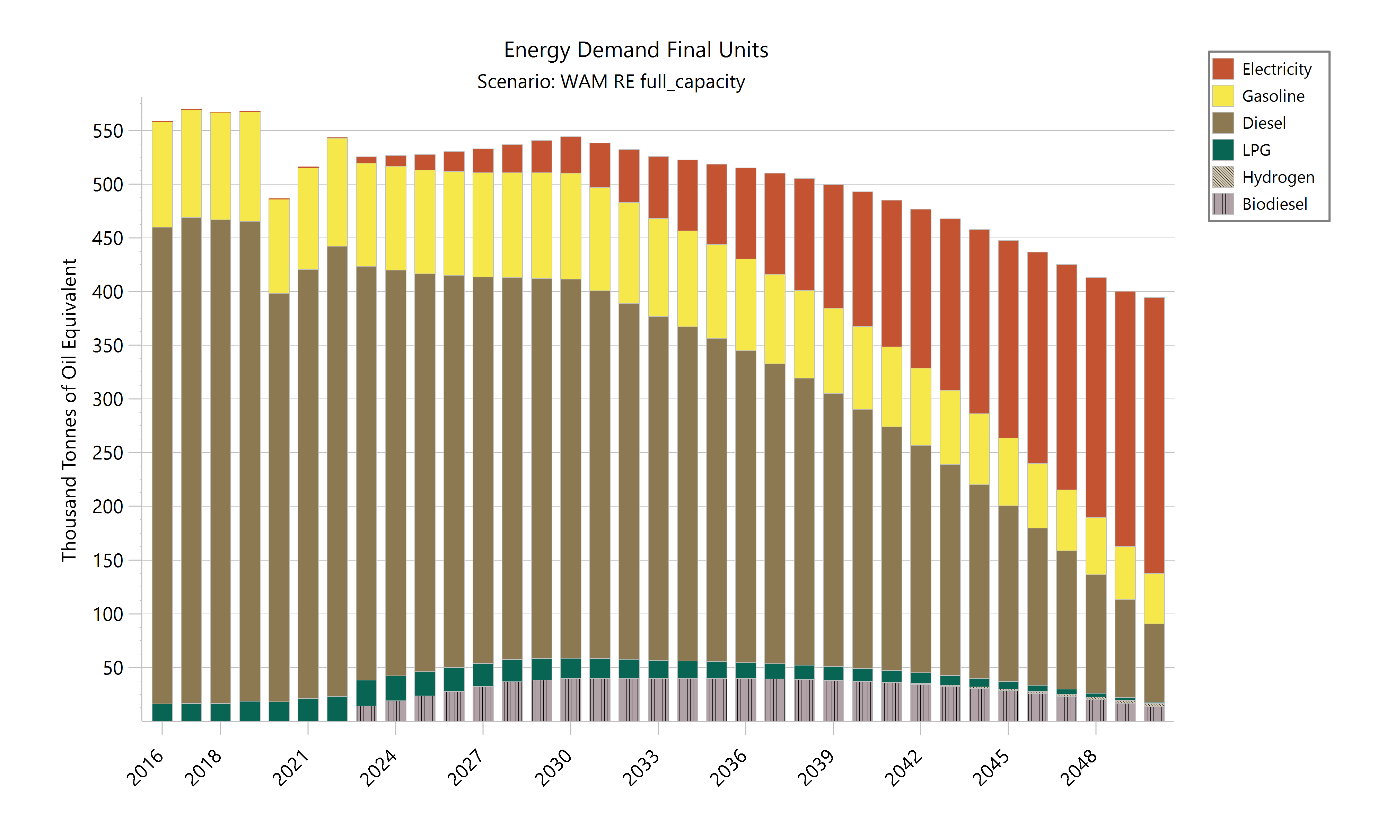 Energy Demand Final Units
Scenario: WAM RE full_capacity
Electricity
Gasoline
Diesel
LPG
Hydrogen
Biodiesel
Thousand Tonnes of Oil Equivalent
550
500
450
400
350
300
250
200
150
100
50
2016
2018
2021
2024
2027
2030
2033
2036
2039
2042
2045
2048